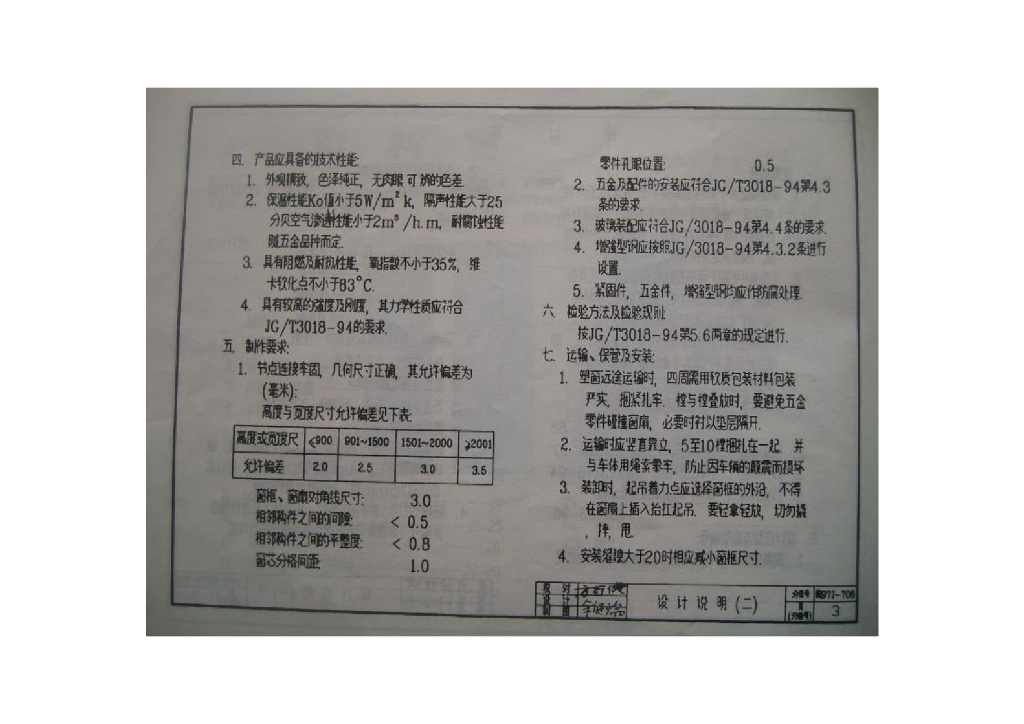 四. 产品应具备的技术性能:
1. 外观精致, 色泽纯正, 无肉眼可辨的色差.
2. 保温性能Ko值小于5W/m² k, 隔声性能大于25
分贝空气渗透性能小于2m³/h.m, 耐腐蚀性能
随五金品种而定.
3. 具有阻燃及耐热性能, 氧指数不小于35%, 维
卡软化点不小于83°C.
4. 具有较高的强度及刚度, 其力学性质应符合
JG/T3018-94的要求.
五. 制作要求:
1. 节点连接牢固, 几何尺寸正确, 其允许偏差为
(毫米):
高度与宽度尺寸允许偏差见下表:
高度或宽度尺 ≤900 901~1500 1501~2000 ≥2001
允许偏差 2.0 2.5 3.0 3.5
窗框、窗扇对角线尺寸: 3.0
相邻构件之间的间隙: < 0.5
相邻构件之间的平整度: < 0.8
窗芯分格间距: 1.0
零件孔眼位置: 0.5
2. 五金及配件的安装应符合JG/T3018-94第4.3
条的要求.
3. 玻璃装配应符合JG/3018-94第4.4条的要求.
4. 增强型钢应按照JG/3018-94第4.3.2条进行
设置.
5. 紧固件, 五金件, 增强型钢均应作防腐处理.
六. 检验方法及检验规则:
按JG/T3018-94第5.6两章的规定进行.
七. 运输、保管及安装:
1. 塑窗远途运输时, 四周需用软质包装材料包装
严实, 捆紧扎牢. 樘与樘叠放时, 要避免五金
零件碰撞窗扇, 必要时衬以垫层隔开.
2. 运输时应竖直靠立, 5至10樘捆扎在一起. 并
与车体用绳索牵牢, 防止因车辆的颠震而损坏
3. 装卸时, 起吊着力点应选择窗框的外沿, 不得
在窗扇上插入抬扛起吊. 要轻拿轻放, 切勿撬
, 摔, 甩.
4. 安装缝隙大于20时相应减小窗框尺寸.
校 对
设 计
制 图
设 计 说 明 (二)
分图号
97J-706
页
(分图号)
3